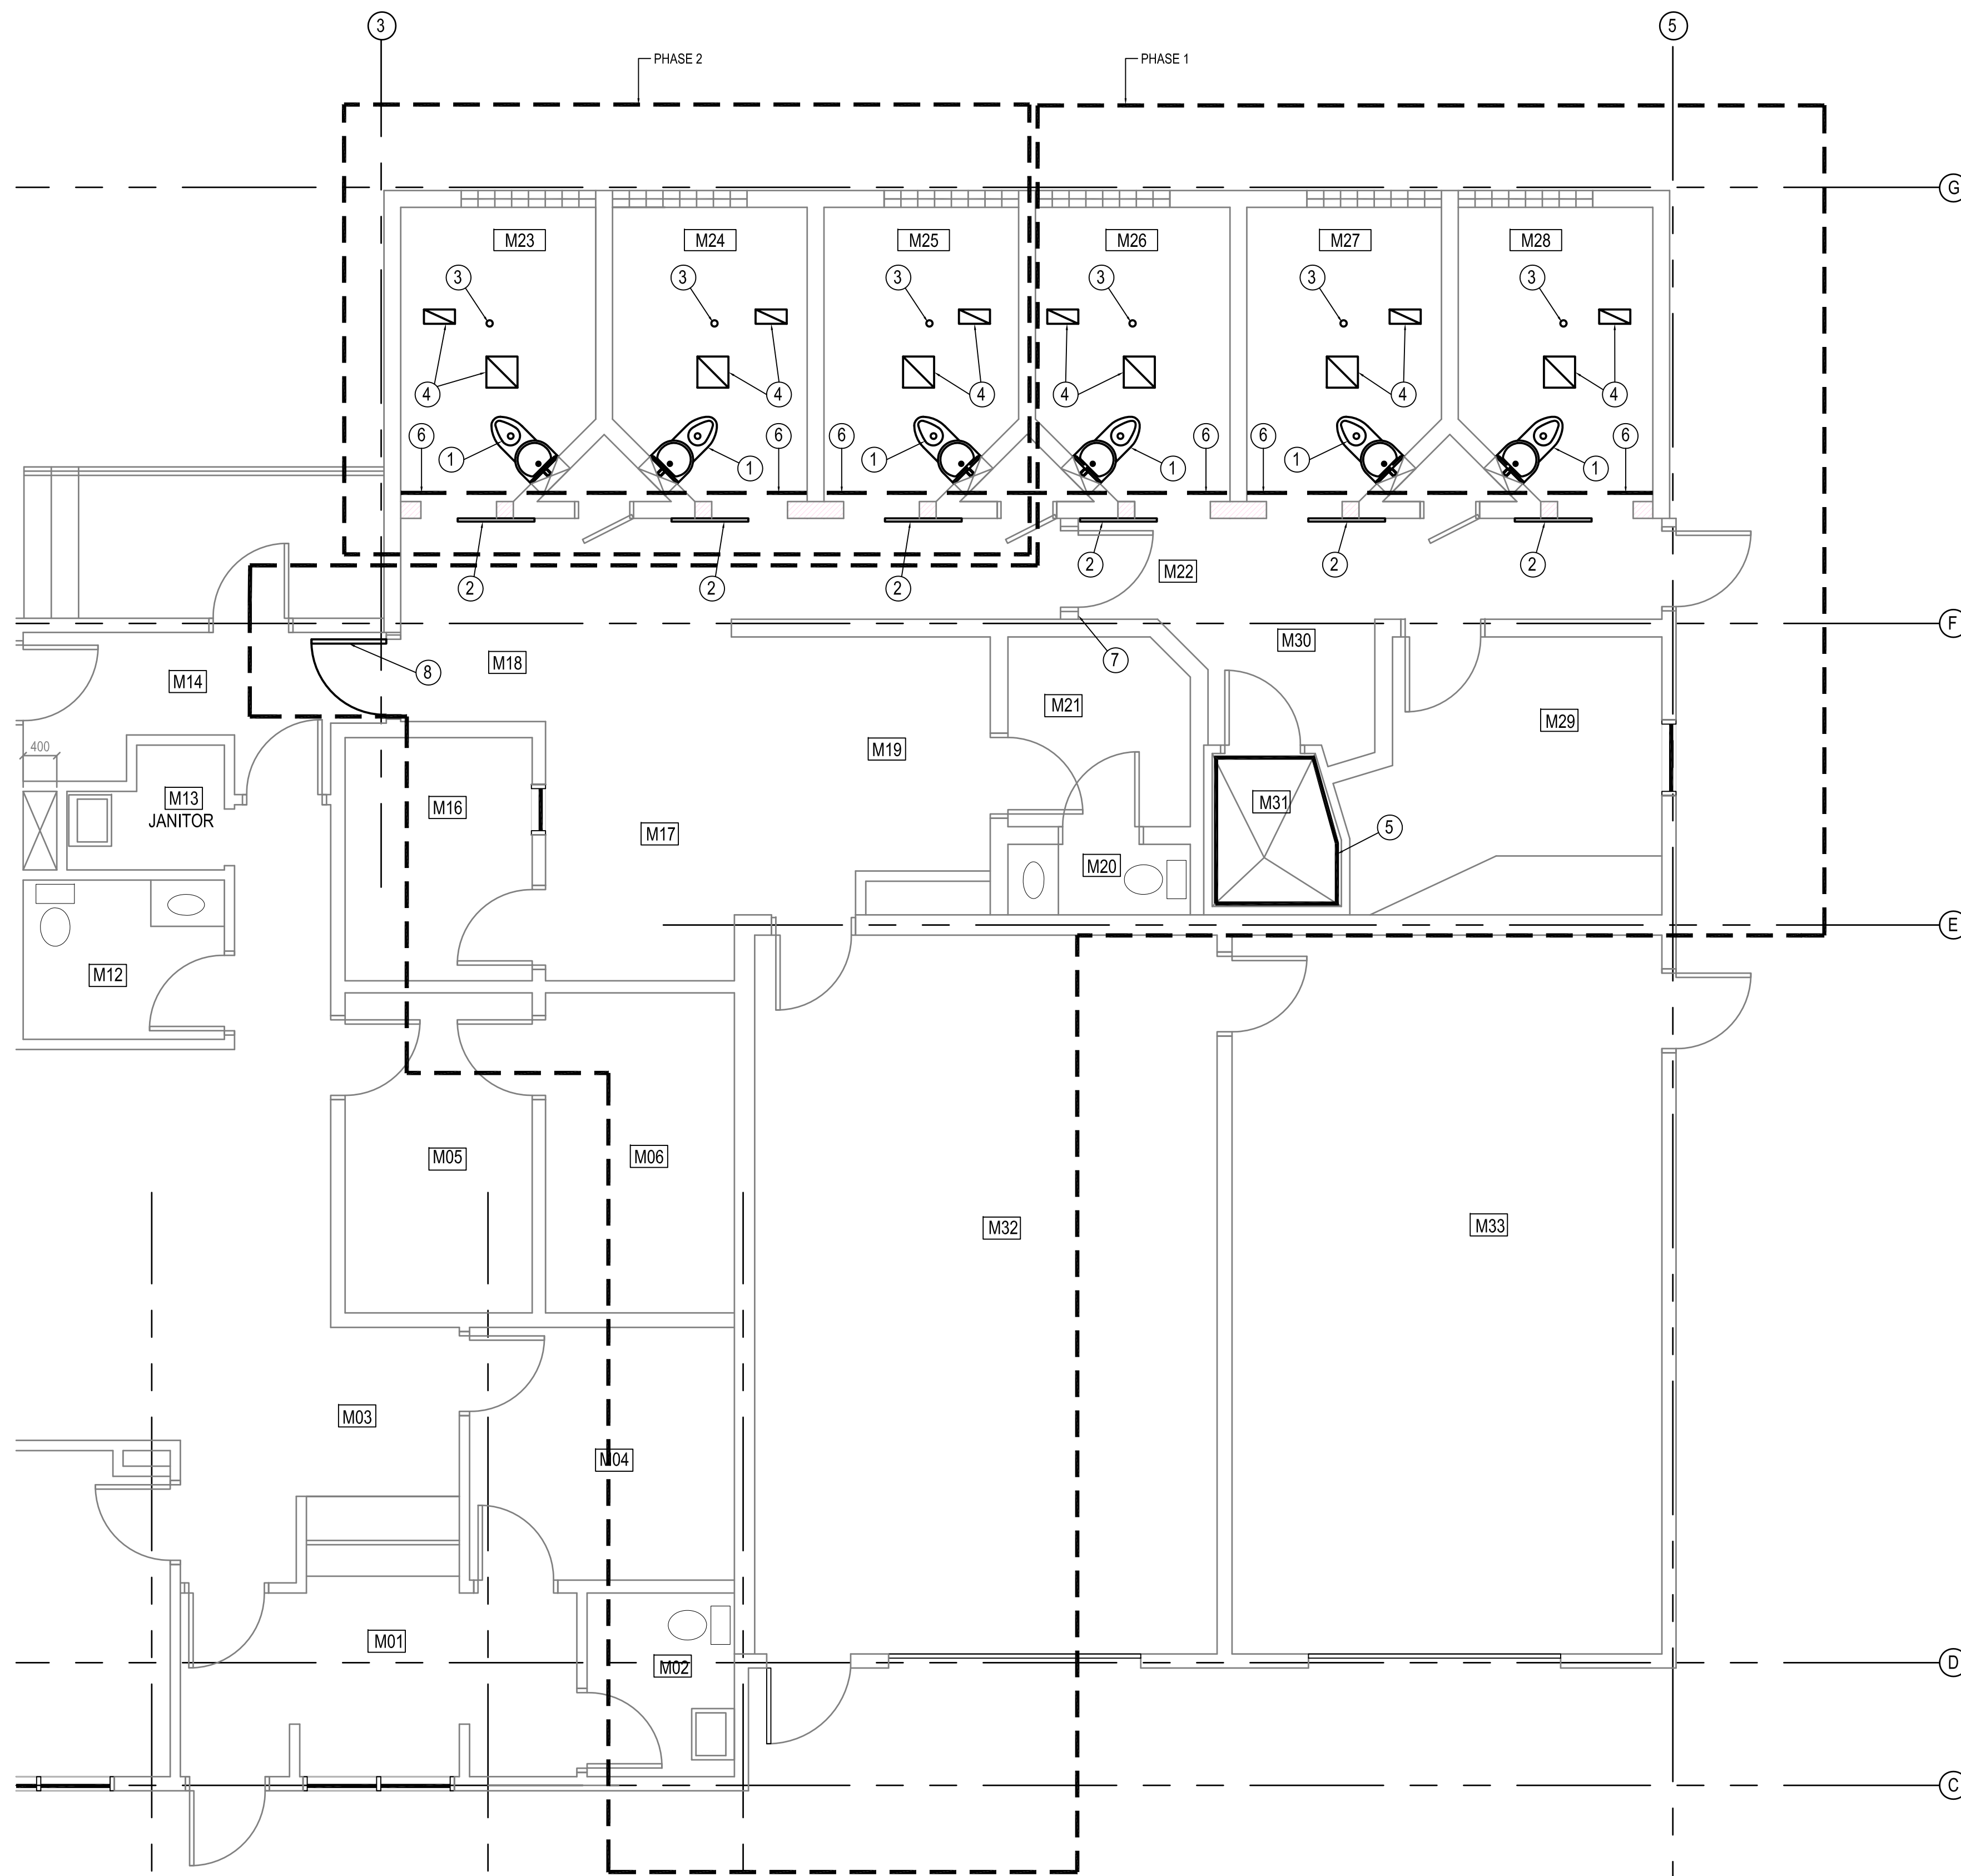 3
5
PHASE 2
PHASE 1
G
M23
M24
M25
M26
M27
M28
3
3
3
3
3
3
4
4
4
4
4
4
6
6
6
6
6
6
1
1
1
1
1
1
2
2
2
2
2
2
M22
F
M30
M14
8
M18
7
M21
M29
400
M19
M13
JANITOR
M16
M17
M31
5
M20
E
M12
M05
M06
M32
M33
M03
M04
M01
M02
D
C